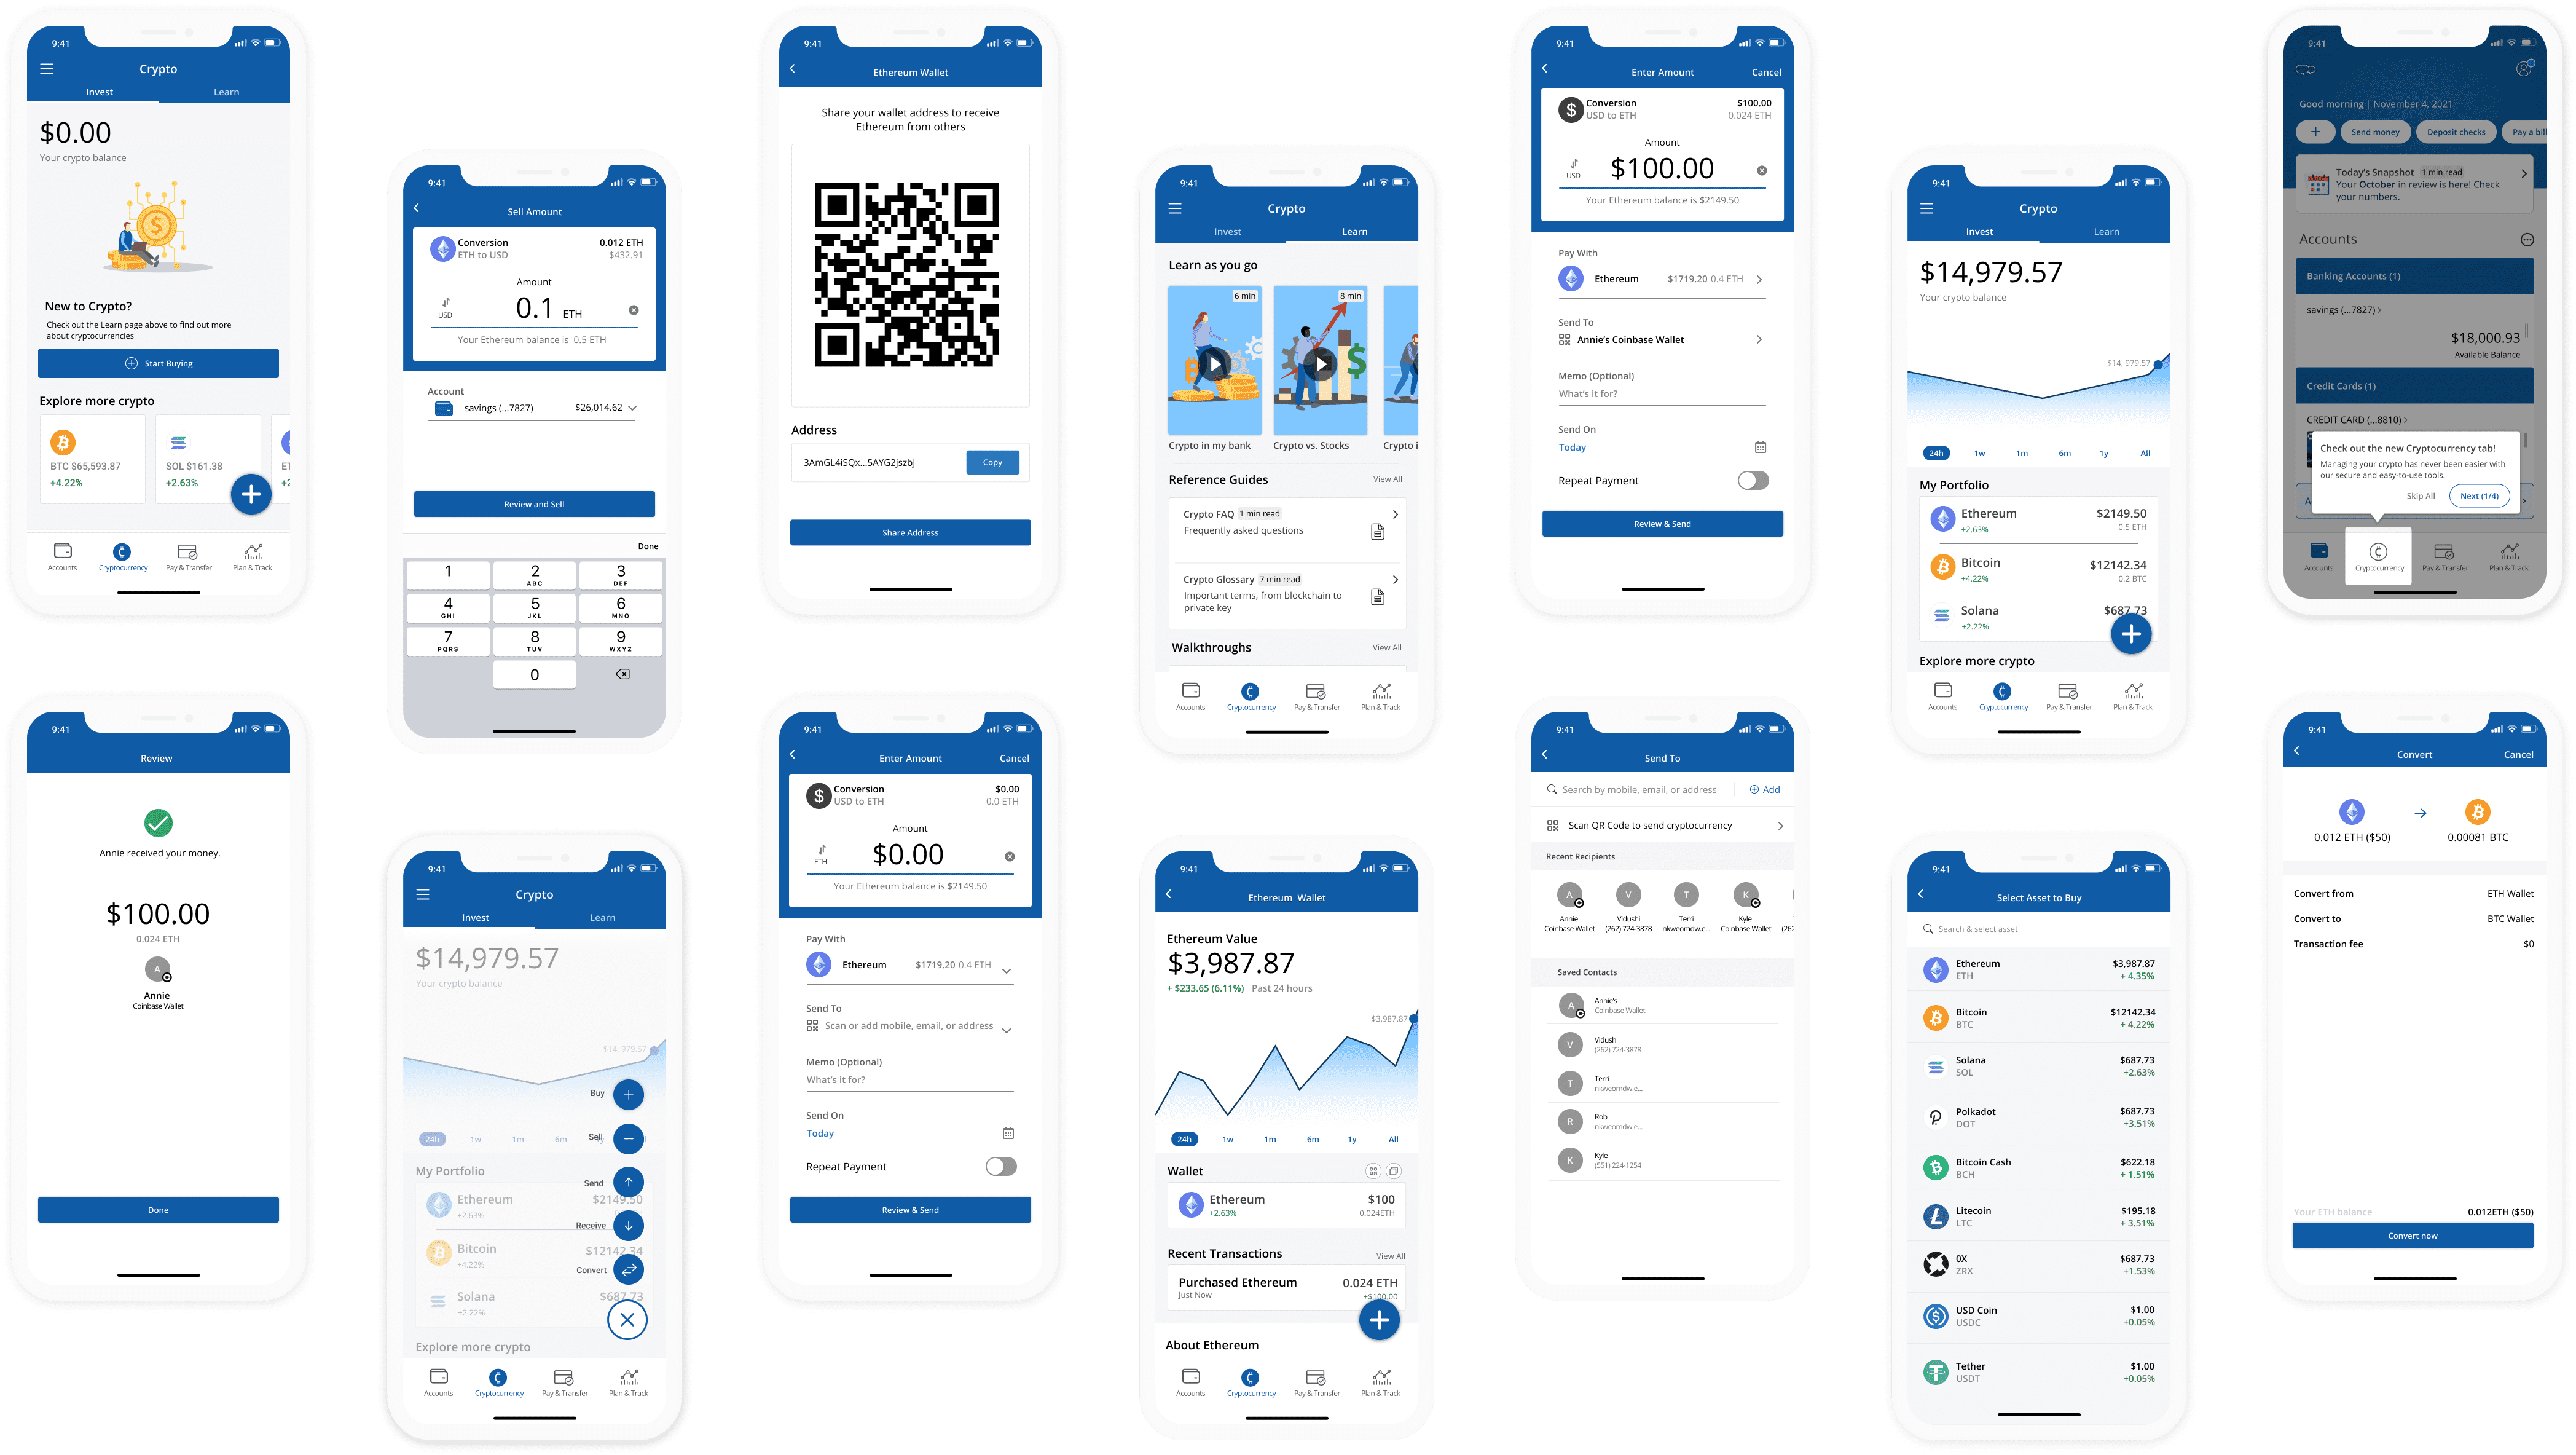 9:41
Crypto
Invest Learn
$0.00
Your crypto balance
New to Crypto?
Check out the Learn page above to find out more
about cryptocurrencies
Start Buying
Explore more crypto
BTC $65,593.87 SOL $161.38
+4.22% +2.63%
Accounts Cryptocurrency Pay & Transfer Plan & Track
9:41
Review
Annie received your money.
$100.00
0.024 ETH
A
Annie
Coinbase Wallet
Done
9:41
Sell Amount
Conversion 0.012 ETH
ETH to USD $432.91
Amount
USD 0.1 ETH
Your Ethereum balance is 0.5 ETH
Account
savings (...7827) $26,014.62
Review and Sell
Done
1 2 3
ABC DEF
4 5 6
GHI JKL MNO
7 8 9
PQRS TUV WXYZ
0
9:41
Crypto
Invest Learn
$14,979.57
Your crypto balance
$14, 979.57
Buy
24h 1w 1m 6m Sell
My Portfolio Send
Ethereum $2149.50
+2.63%
Receive
Bitcoin $12142.34
+4.22% Convert
Solana $687.73
+2.22%
Explore more crypto
Accounts Cryptocurrency Pay & Transfer Plan & Track
9:41
Ethereum Wallet
Share your wallet address to receive
Ethereum from others
Address
3AmGL4iSQx...5AYG2jszbJ Copy
Share Address
9:41
Enter Amount Cancel
Conversion $0.00
USD to ETH 0.0 ETH
Amount
ETH $0.00
Your Ethereum balance is $2149.50
Pay With
Ethereum $1719.20 0.4 ETH
Send To
Scan or add mobile, email, or address
Memo (Optional)
What's it for?
Send On
Today
Repeat Payment
Review & Send
9:41
Crypto
Invest Learn
Learn as you go
6 min 8 min
Crypto in my bank Crypto vs. Stocks Crypto i
Reference Guides View All
Crypto FAQ 1 min read
Frequently asked questions
Crypto Glossary 7 min read
Important terms, from blockchain to
private key
Walkthroughs View All
Accounts Cryptocurrency Pay & Transfer Plan & Track
9:41
Ethereum Wallet
Ethereum Value
$3,987.87
+ $233.65 (6.11%) Past 24 hours
$3,987.87
24h 1w 1m 6m 1y All
Wallet
Ethereum $100
+2.63% 0.024ETH
Recent Transactions View All
Purchased Ethereum 0.024 ETH
Just Now +$100.00
About Ethereum
Accounts Cryptocurrency Pay & Transfer Plan & Track
9:41
Enter Amount Cancel
Conversion $100.00
USD to ETH 0.024 ETH
Amount
USD $100.00
Your Ethereum balance is $2149.50
Pay With
Ethereum $1719.20 0.4 ETH
Send To
Annie's Coinbase Wallet
Memo (Optional)
What's it for?
Send On
Today
Repeat Payment
Review & Send
9:41
Send To
Search by mobile, email, or address Add
Scan QR Code to send cryptocurrency
Recent Recipients
A V T K
Annie Vidushi Terri Kyle
Coinbase Wallet (262) 724-3878 nkweomdw.e... Coinbase Wallet (262
Saved Contacts
A Annie's
Coinbase Wallet
V Vidushi
(262) 724-3878
T Terri
nkweomdw.e...
R Rob
nkweomdw.e...
K Kyle
(551) 224-1254
9:41
Crypto
Invest Learn
$14,979.57
Your crypto balance
$14, 979.57
24h 1w 1m 6m 1y All
My Portfolio
Ethereum $2149.50
+2.63% 0.5 ETH
Bitcoin $12142.34
+4.22% 0.2 BTC
Solana $687.73
+2.22%
Explore more crypto
Accounts Cryptocurrency Pay & Transfer Plan & Track
9:41
Select Asset to Buy
Search & select asset
Ethereum $3,987.87
ETH + 4.35%
Bitcoin $12142.34
BTC + 4.22%
Solana $687.73
SOL +2.63%
Polkadot $687.73
DOT +3.51%
Bitcoin Cash $622.18
BCH + 1.51%
Litecoin $195.18
LTC + 3.51%
0X $687.73
ZRX +1.53%
USD Coin $1.00
USDC +0.05%
Tether $1.00
USDT +0.05%
9:41
Good morning | November 4, 2021
Send money Deposit checks Pay a bill
Today's Snapshot 1 min read
Your October in review is here! Check
your numbers.
Accounts
Banking Accounts (1)
savings (...7827)
$18,000.93
Available Balance
Credit Cards (1)
CREDIT CARD (...8810)
Check out the new Cryptocurrency tab!
Managing your crypto has never been easier with
our secure and easy-to-use tools.
Skip All Next (1/4)
Accounts Cryptocurrency Pay & Transfer Plan & Track
9:41
Convert Cancel
0.012 ETH ($50) 0.00081 BTC
Convert from ETH Wallet
Convert to BTC Wallet
Transaction fee $0
Your ETH balance 0.012ETH ($50)
Convert now